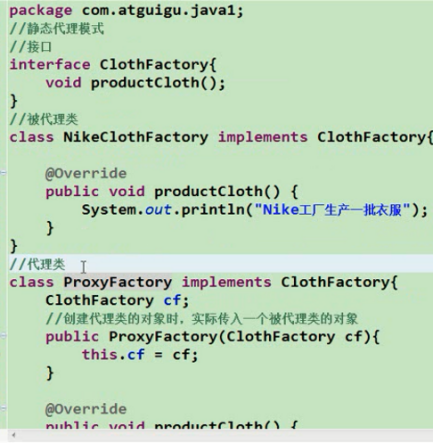 package com.atguigu.java1;
//静态代理模式
//接口
interface ClothFactory{
    void productCloth();
}
//被代理类
class NikeClothFactory implements ClothFactory{

    @Override
    public void productCloth() {
        System.out.println("Nike工厂生产一批衣服");
    }
}
//代理类
class ProxyFactory implements ClothFactory{
    ClothFactory cf;
    //创建代理类的对象时，实际传入一个被代理类的对象
    public ProxyFactory(ClothFactory cf){
        this.cf = cf;
    }

    @Override
    public void productCloth() {